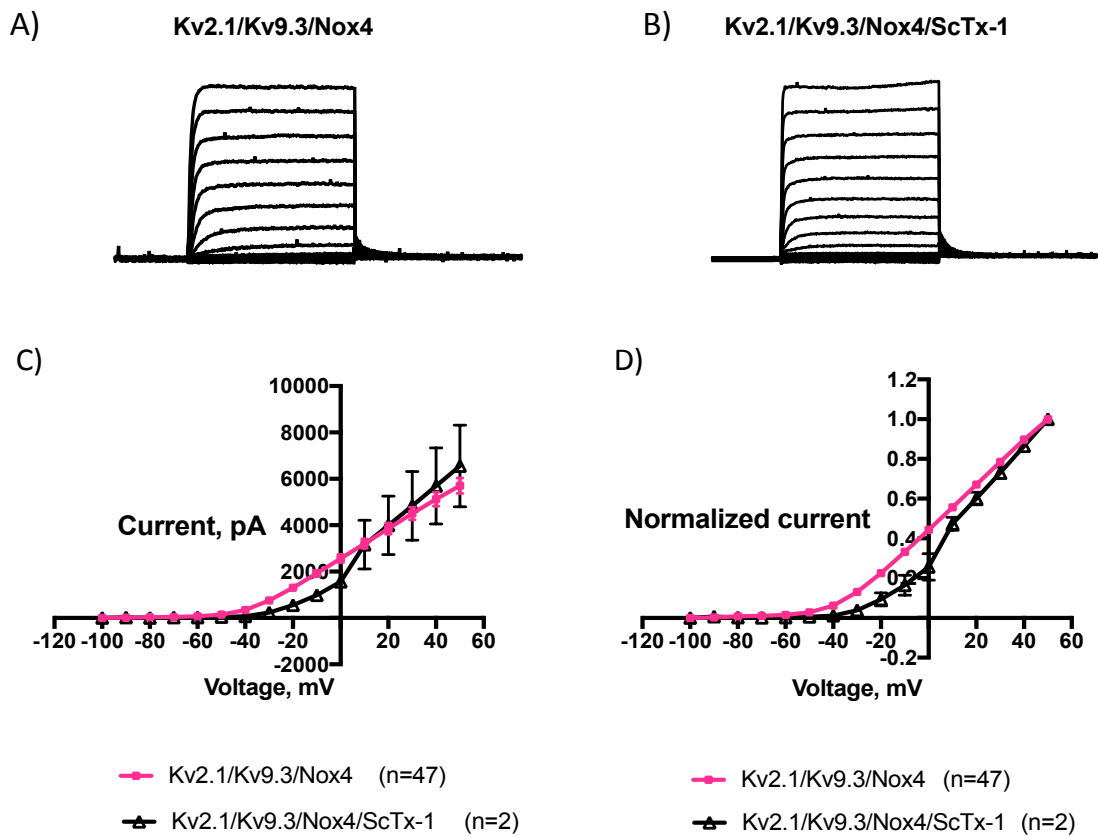 A)
Kv2.1/Kv9.3/Nox4
B)
Kv2.1/Kv9.3/Nox4/ScTx-1
C)
10000
8000
6000
4000
2000
-2000
Current, pA
-120 -100 -80 -60 -40 -20 20 40 60
Voltage, mV
D)
1.2
1.0
0.8
0.6
0.4
0.2
-0.2
Normalized current
-120 -100 -80 -60 -40 -20 20 40 60
Voltage, mV
Kv2.1/Kv9.3/Nox4 (n=47)
Kv2.1/Kv9.3/Nox4/ScTx-1 (n=2)
Kv2.1/Kv9.3/Nox4 (n=47)
Kv2.1/Kv9.3/Nox4/ScTx-1 (n=2)